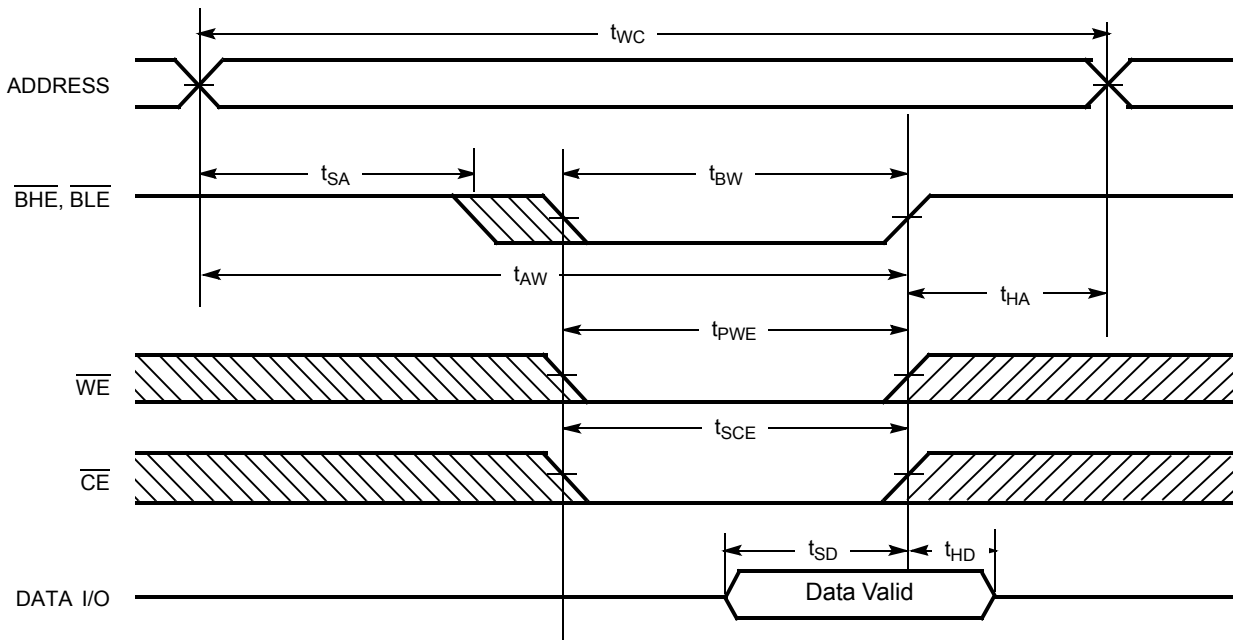 tWC
ADDRESS
tSA
tBW
BHE, BLE
tAW
tHA
tPWE
WE
tSCE
CE
tSD
tHD
DATA I/O
Data Valid